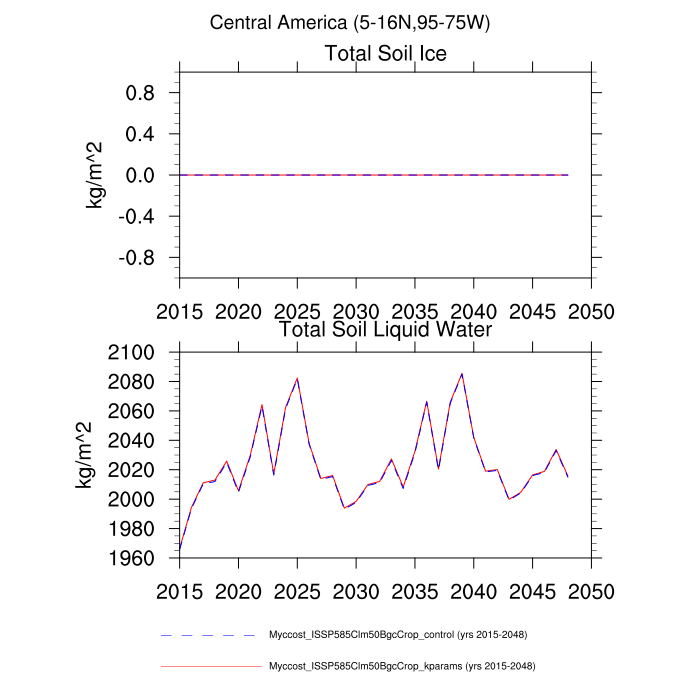 Central America (5-16N,95-75W)
Total Soil Ice
kg/m^2
0.8
0.4
0.0
-0.4
-0.8
2015 2020 2025 2030 2035 2040 2045 2050
Total Soil Liquid Water
kg/m^2
2100
2080
2060
2040
2020
2000
1980
1960
2015 2020 2025 2030 2035 2040 2045 2050
Myccost_ISSP585Clm50BgcCrop_control (yrs 2015-2048)
Myccost_ISSP585Clm50BgcCrop_kparams (yrs 2015-2048)